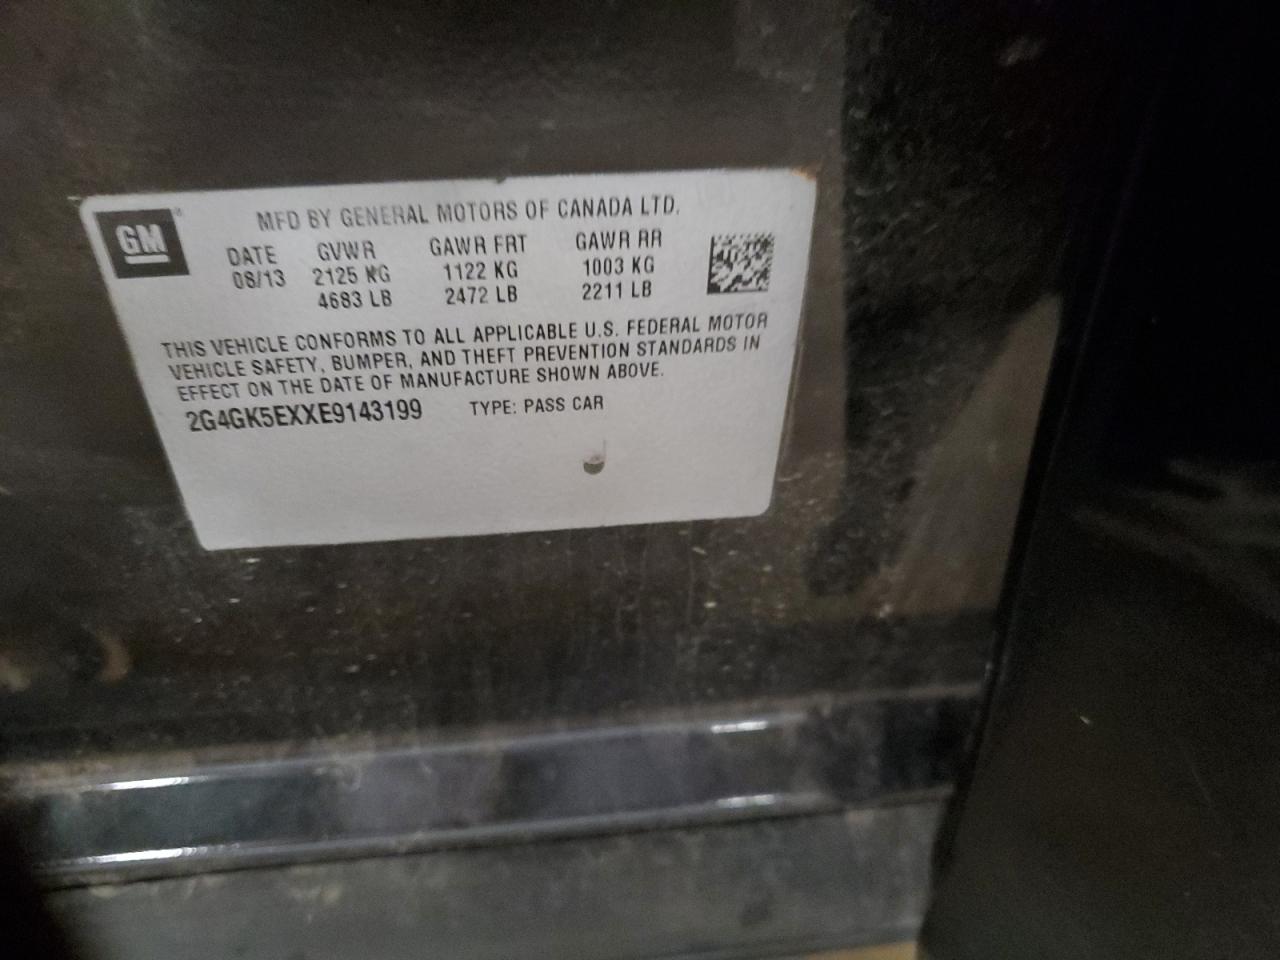 GM
MFD BY GENERAL MOTORS OF CANADA LTD.
DATE GVWR GAWR FRT GAWR RR
08/13 2125 KG 1122 KG 1003 KG
4683 LB 2472 LB 2211 LB
THIS VEHICLE CONFORMS TO ALL APPLICABLE U.S. FEDERAL MOTOR
VEHICLE SAFETY, BUMPER, AND THEFT PREVENTION STANDARDS IN
EFFECT ON THE DATE OF MANUFACTURE SHOWN ABOVE.
2G4GK5EXXE9143199 TYPE: PASS CAR